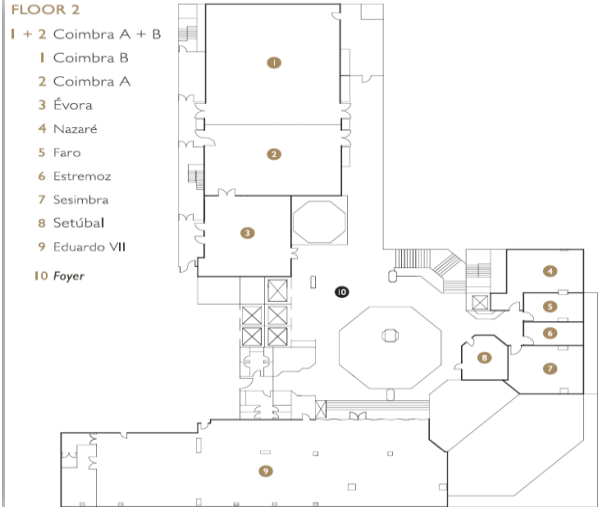 FLOOR 2
1 + 2 Coimbra A + B
1 Coimbra B
2 Coimbra A
3 Évora
4 Nazaré
5 Faro
6 Estremoz
7 Sesimbra
8 Setúbal
9 Eduardo VII
10 Foyer
1
2
3
10
4
5
6
8
7
9